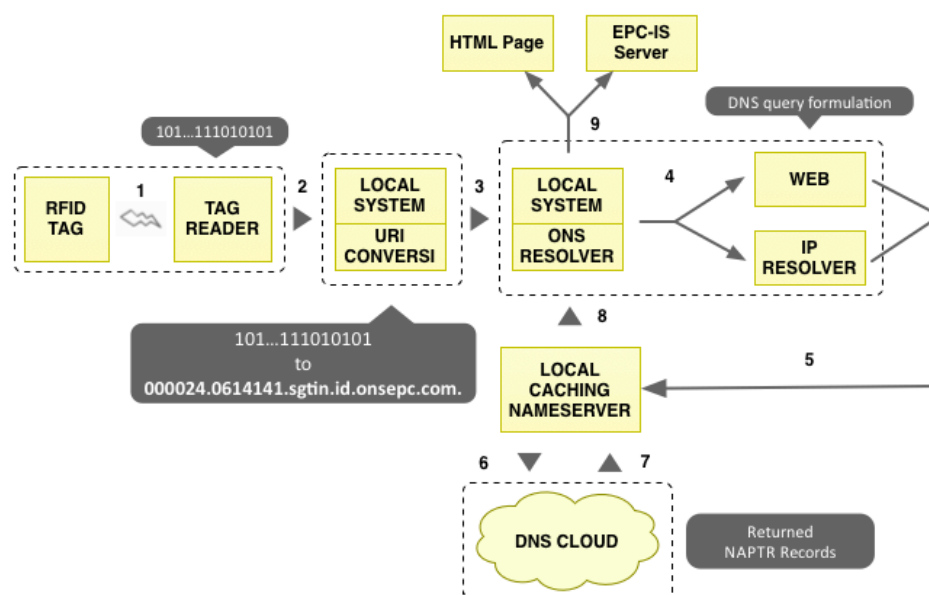 HTML Page
EPC-IS
Server
DNS query formulation
9
101...111010101
1
2
3
4
RFID
TAG
TAG
READER
LOCAL
SYSTEM
URI
CONVERSI
LOCAL
SYSTEM
ONS
RESOLVER
WEB
IP
RESOLVER
8
101...111010101
to
000024.0614141.sgtin.id.onsepc.com.
LOCAL
CACHING
NAMESERVER
5
6
7
DNS CLOUD
Returned
NAPTR Records